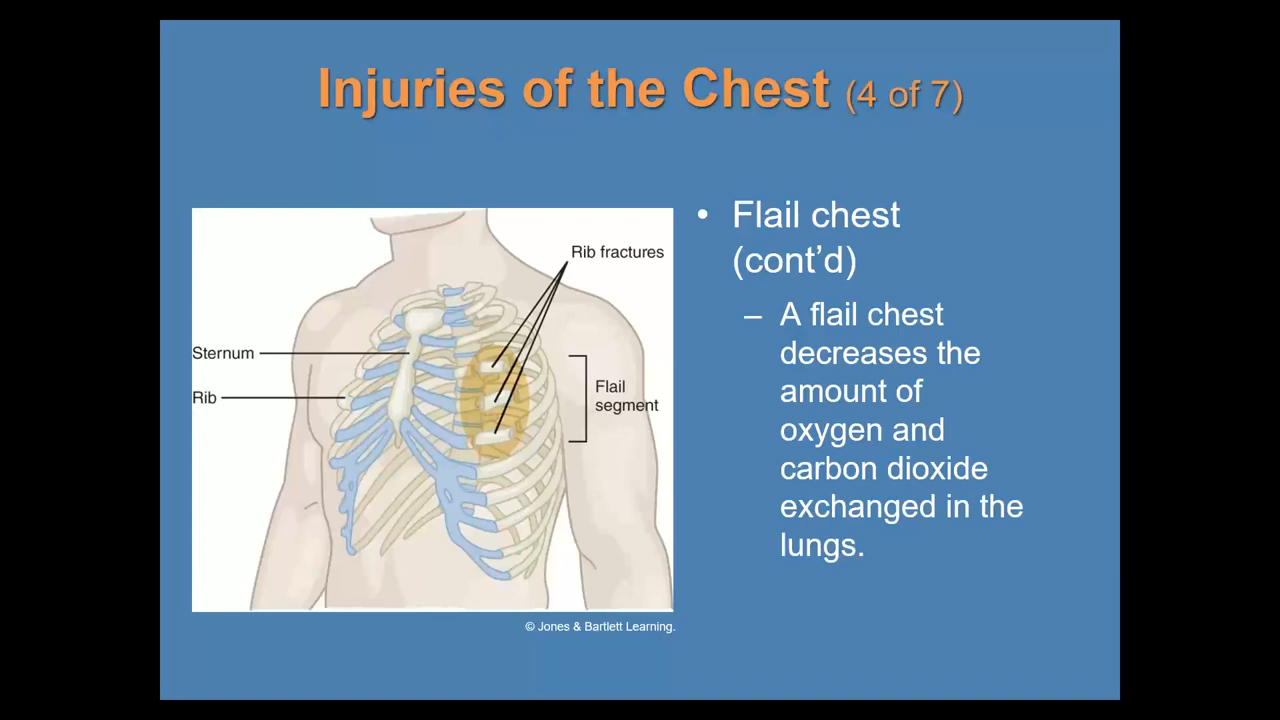 Injuries of the Chest (4 of 7)
Rib fractures
Sternum
Rib
Flail
segment
© Jones & Bartlett Learning.
• Flail chest
(cont’d)
– A flail chest
decreases the
amount of
oxygen and
carbon dioxide
exchanged in the
lungs.